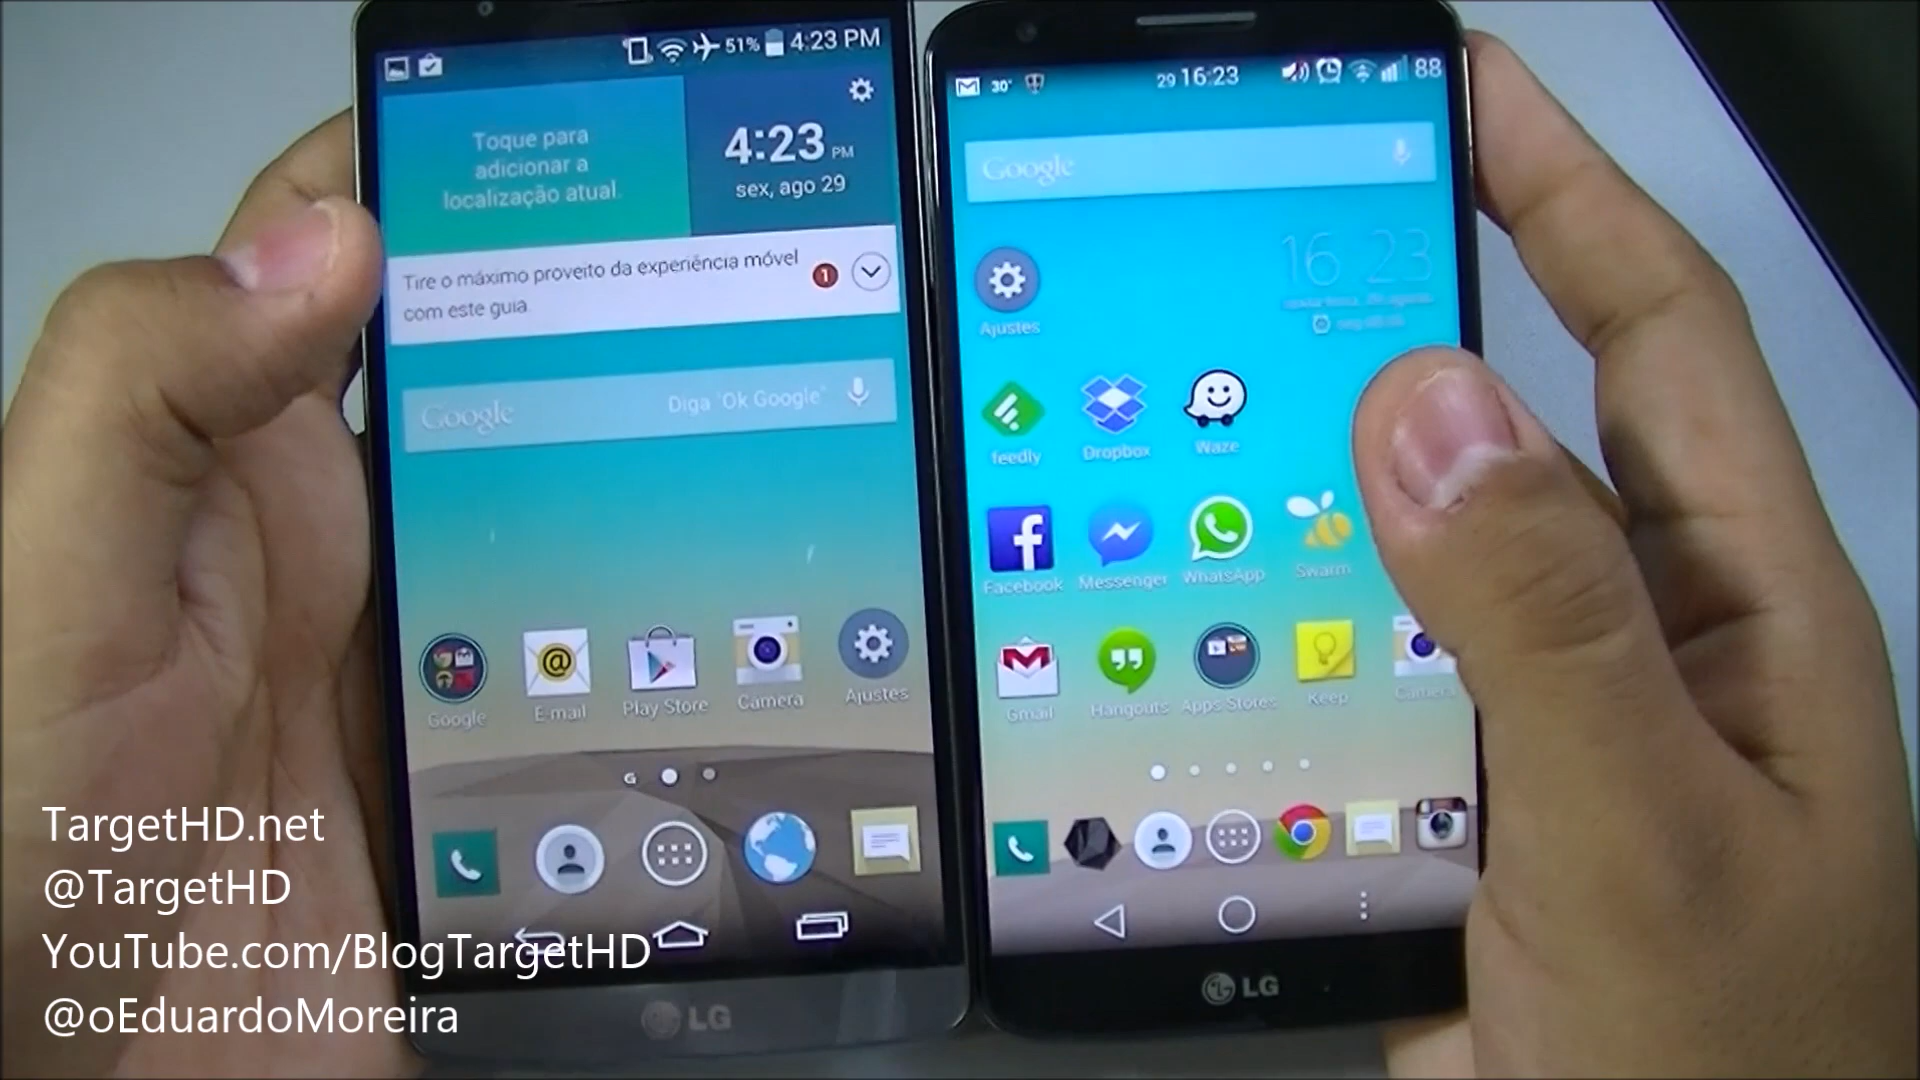 51% 4:23 PM
Toque para
adicionar a
localização atual.
4:23 PM
sex, ago 29
Tire o máximo proveito da experiência móvel
com este guia.
1
Google
Diga "Ok Google"
Google
E-mail
Play Store
Câmera
Ajustes
G
LG
30°
29 16:23
88
Google
16 23
Ajustes
feedly
Dropbox
Waze
Facebook
Messenger
WhatsApp
Swarm
Gmail
Hangouts
Apps Stores
Keep
Câmera
LG
TargetHD.net
@TargetHD
YouTube.com/BlogTargetHD
@oEduardoMoreira